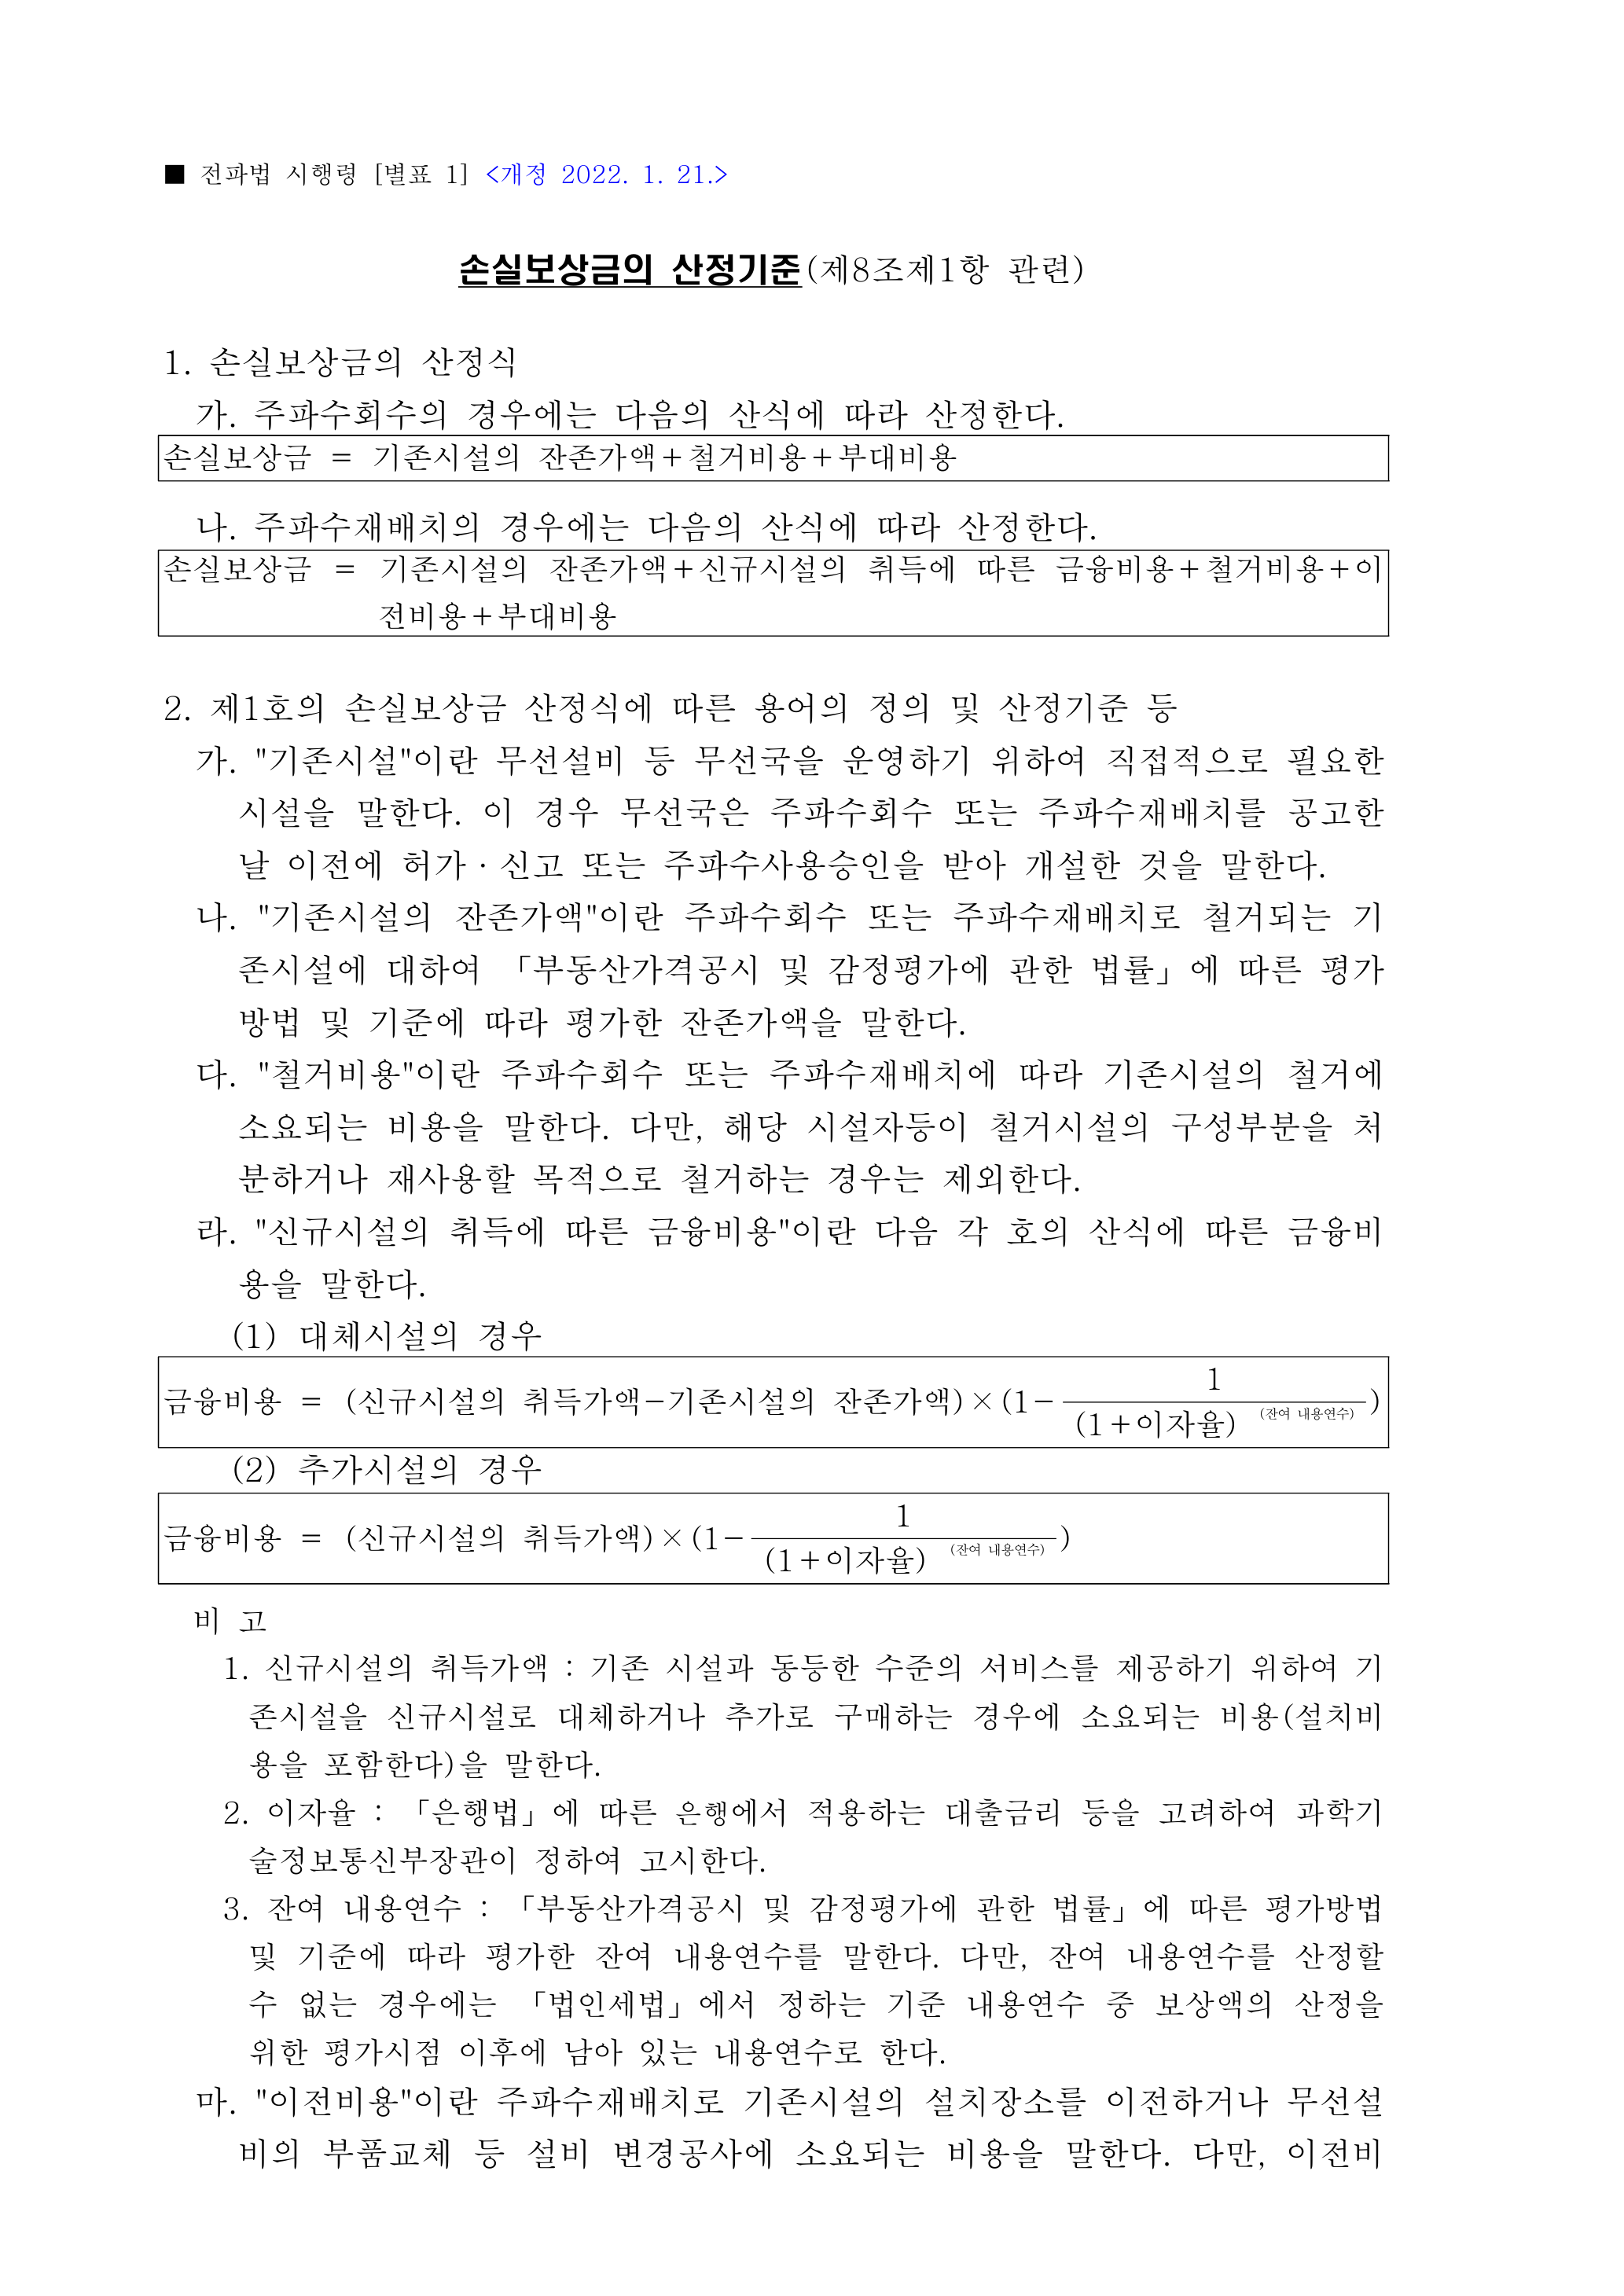 ■ 전파법 시행령 [별표 1] <개정 2022. 1. 21.>
손실보상금의 산정기준(제8조제1항 관련)
1. 손실보상금의 산정식
가. 주파수회수의 경우에는 다음의 산식에 따라 산정한다.
손실보상금 = 기존시설의 잔존가액+철거비용+부대비용
나. 주파수재배치의 경우에는 다음의 산식에 따라 산정한다.
손실보상금 = 기존시설의 잔존가액+신규시설의 취득에 따른 금융비용+철거비용+이
전비용+부대비용
2. 제1호의 손실보상금 산정식에 따른 용어의 정의 및 산정기준 등
가. "기존시설"이란 무선설비 등 무선국을 운영하기 위하여 직접적으로 필요한
시설을 말한다. 이 경우 무선국은 주파수회수 또는 주파수재배치를 공고한
날 이전에 허가ㆍ신고 또는 주파수사용승인을 받아 개설한 것을 말한다.
나. "기존시설의 잔존가액"이란 주파수회수 또는 주파수재배치로 철거되는 기
존시설에 대하여 「부동산가격공시 및 감정평가에 관한 법률」에 따른 평가
방법 및 기준에 따라 평가한 잔존가액을 말한다.
다. "철거비용"이란 주파수회수 또는 주파수재배치에 따라 기존시설의 철거에
소요되는 비용을 말한다. 다만, 해당 시설자등이 철거시설의 구성부분을 처
분하거나 재사용할 목적으로 철거하는 경우는 제외한다.
라. "신규시설의 취득에 따른 금융비용"이란 다음 각 호의 산식에 따른 금융비
용을 말한다.
(1) 대체시설의 경우
금융비용 = (신규시설의 취득가액-기존시설의 잔존가액)×(1- 1 / (1+이자율) (잔여 내용연수) )
(2) 추가시설의 경우
금융비용 = (신규시설의 취득가액)×(1- 1 / (1+이자율) (잔여 내용연수) )
비 고
1. 신규시설의 취득가액 : 기존 시설과 동등한 수준의 서비스를 제공하기 위하여 기
존시설을 신규시설로 대체하거나 추가로 구매하는 경우에 소요되는 비용(설치비
용을 포함한다)을 말한다.
2. 이자율 : 「은행법」에 따른 은행에서 적용하는 대출금리 등을 고려하여 과학기
술정보통신부장관이 정하여 고시한다.
3. 잔여 내용연수 : 「부동산가격공시 및 감정평가에 관한 법률」에 따른 평가방법
및 기준에 따라 평가한 잔여 내용연수를 말한다. 다만, 잔여 내용연수를 산정할
수 없는 경우에는 「법인세법」에서 정하는 기준 내용연수 중 보상액의 산정을
위한 평가시점 이후에 남아 있는 내용연수로 한다.
마. "이전비용"이란 주파수재배치로 기존시설의 설치장소를 이전하거나 무선설
비의 부품교체 등 설비 변경공사에 소요되는 비용을 말한다. 다만, 이전비